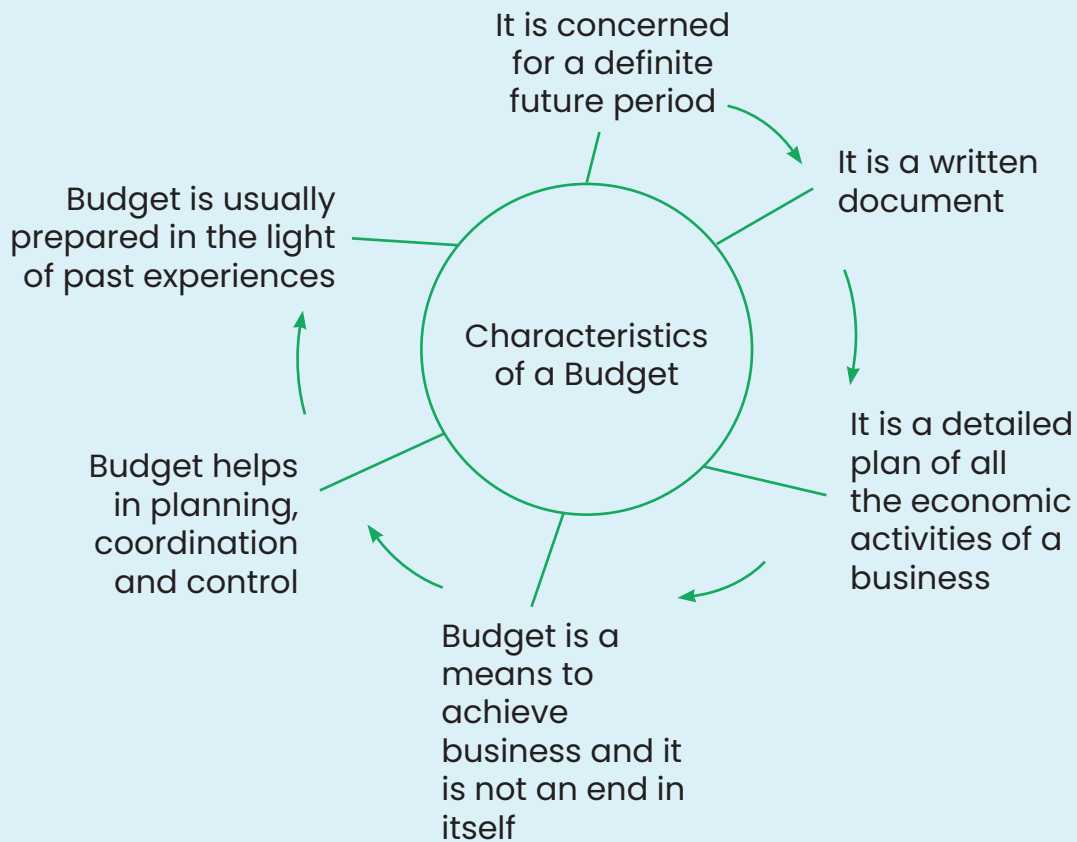 It is concerned
for a definite
future period
It is a written
document
It is a detailed
plan of all
the economic
activities of a
business
Budget is a
means to
achieve
business and it
is not an end in
itself
Budget helps
in planning,
coordination
and control
Budget is usually
prepared in the light
of past experiences
Characteristics
of a Budget